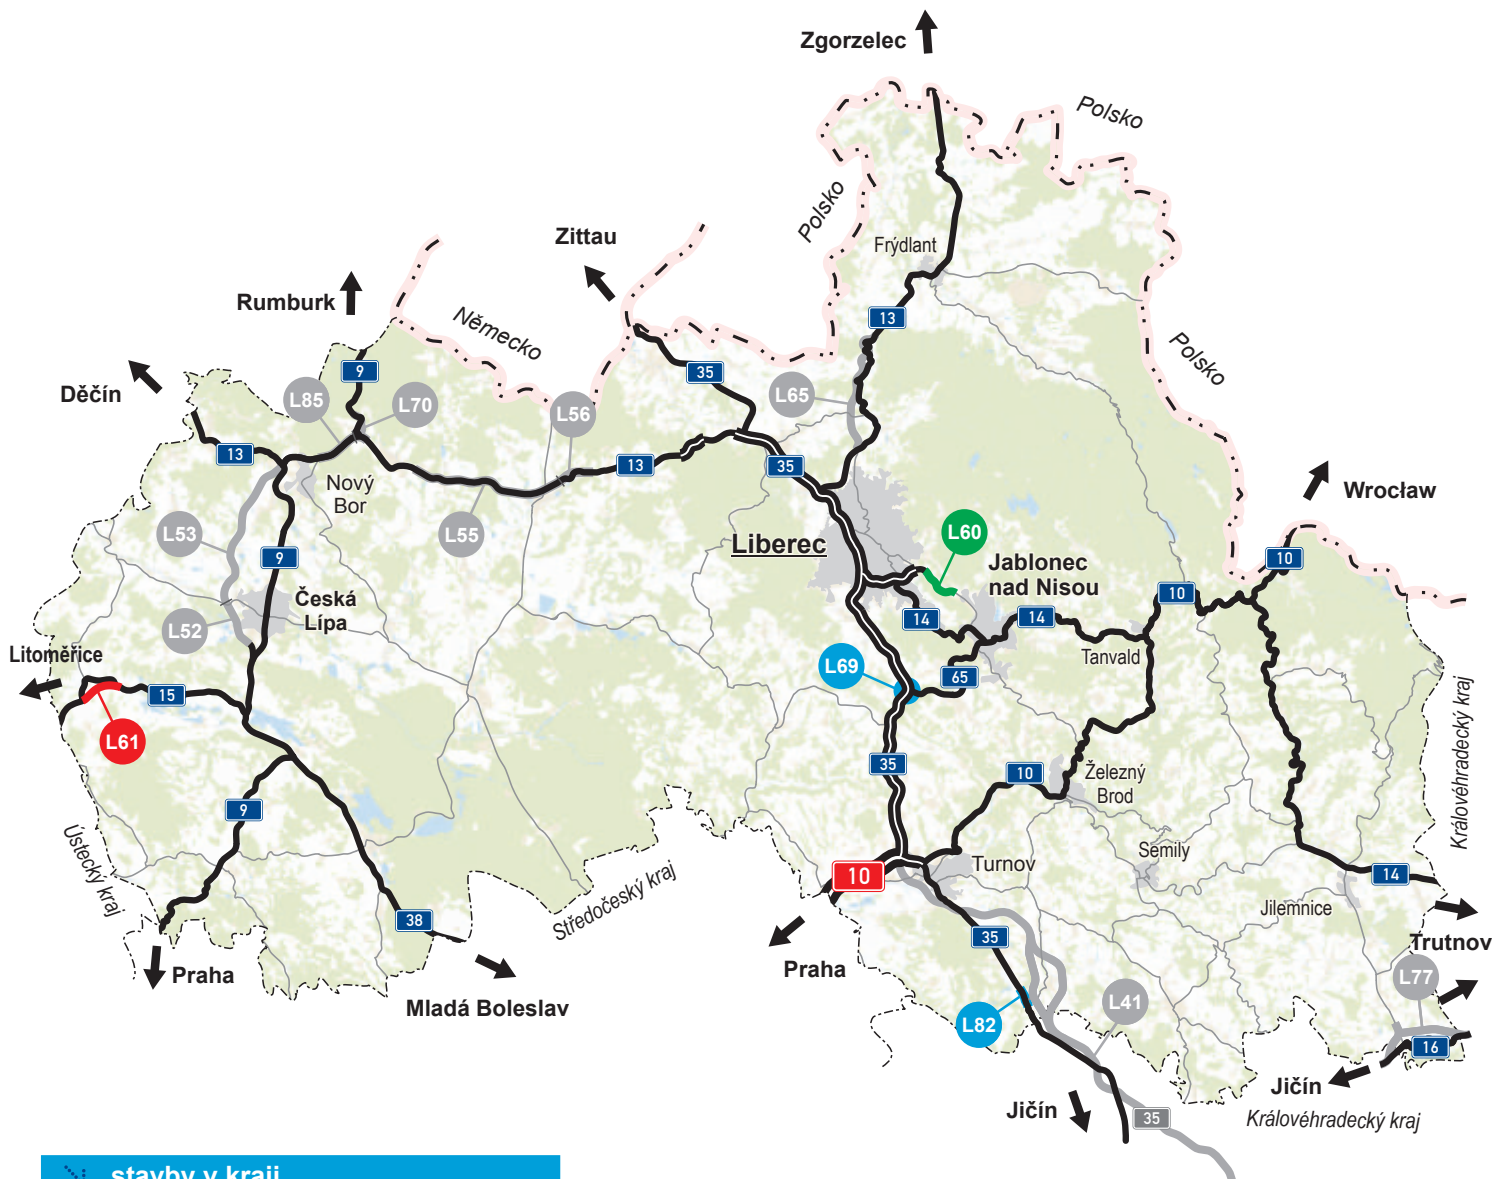 Zgorzelec
Polsko
Polsko
Frýdlant
Zittau
Rumburk
Německo
13
Polsko
Děčín
9
35
L85
L70
L56
L65
13
35
13
Nový
Bor
Wrocław
L53
L55
L60
Liberec
9
10
Jablonec
nad Nisou
Česká
Lípa
10
L52
14
14
Litoměřice
Tanvald
L69
65
15
L61
Královéhradecký kraj
35
10
Železný
Brod
9
Ústecký kraj
Středočeský kraj
10
Turnov
Semily
14
Jilemnice
38
35
Trutnov
Praha
Praha
L77
Mladá Boleslav
L82
L41
16
Jičín
Jičín
35
Královéhradecký kraj
stavby v kraji